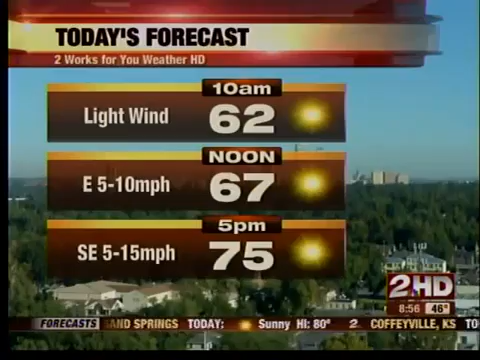 TODAY'S FORECAST
2 Works for You Weather HD
10am
Light Wind 62
NOON
E 5-10mph 67
5pm
SE 5-15mph 75
2HD
8:56 46°
FORECASTS AND SPRINGS TODAY: Sunny Hi: 80° 2 COFFEYVILLE, KS TO